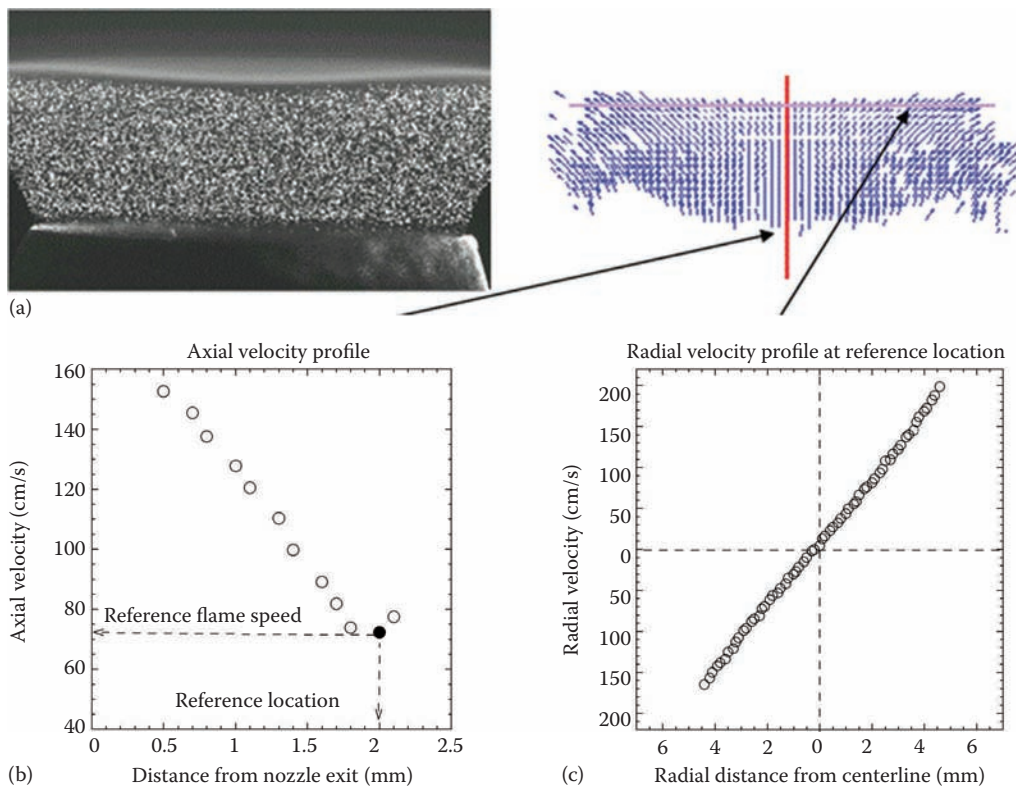 (a)
Axial velocity profile
160
140
120
100
80
60
40
Axial velocity (cm/s)
Reference flame speed
Reference location
0
0.5
1
1.5
2
2.5
Distance from nozzle exit (mm)
(b)
Radial velocity profile at reference location
200
150
100
50
0
50
100
150
200
Radial velocity (cm/s)
6
4
2
0
2
4
6
Radial distance from centerline (mm)
(c)